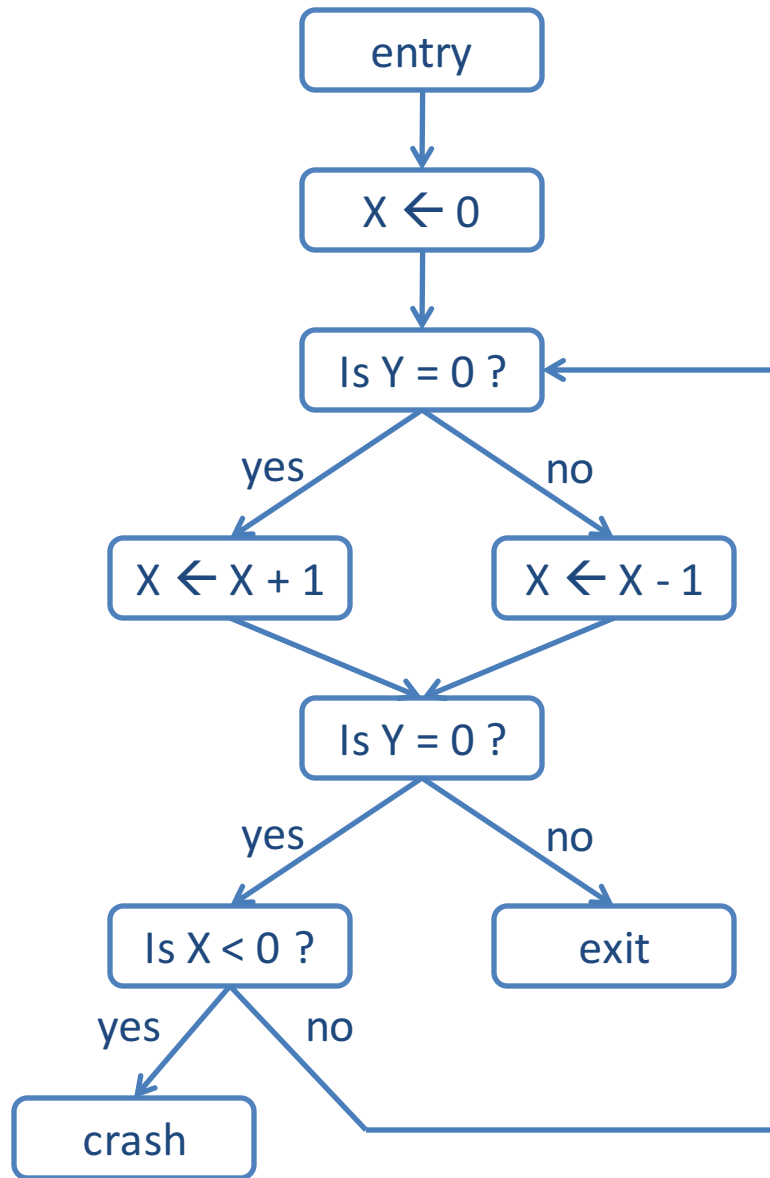 entry
X ← 0
Is Y = 0 ?
yes
no
X ← X + 1
X ← X - 1
Is Y = 0 ?
yes
no
Is X < 0 ?
exit
yes
no
crash